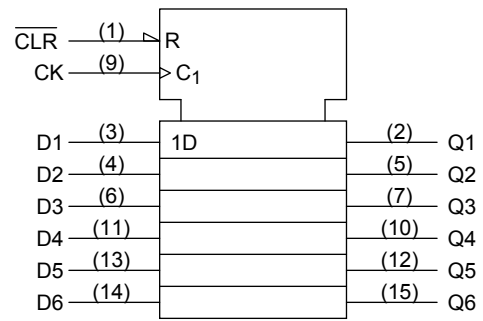 C̅L̅R̅ (1) R
CK (9) C1
D1 (3) 1D (2) Q1
D2 (4) (5) Q2
D3 (6) (7) Q3
D4 (11) (10) Q4
D5 (13) (12) Q5
D6 (14) (15) Q6